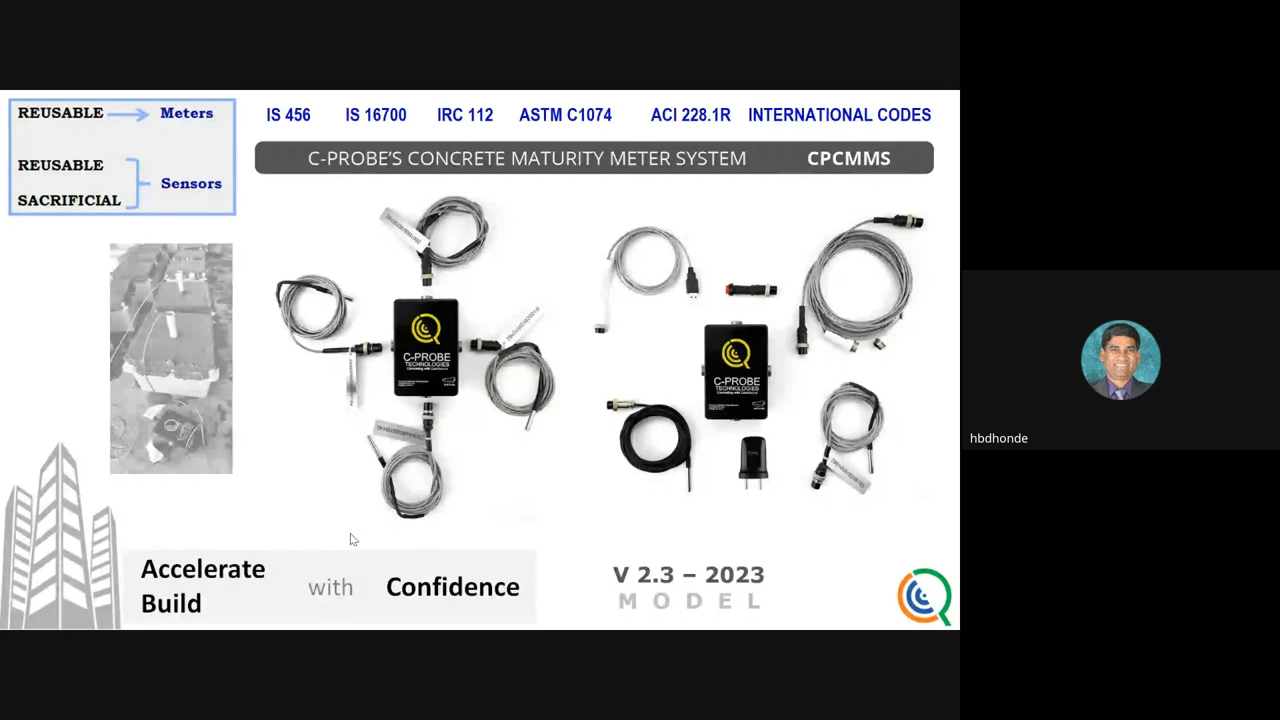 REUSABLE Meters
REUSABLE
Sensors
SACRIFICIAL
IS 456 IS 16700 IRC 112 ASTM C1074 ACI 228.1R INTERNATIONAL CODES
C-PROBE'S CONCRETE MATURITY METER SYSTEM CPCMMS
C-PROBE
TECHNOLOGIES
C-PROBE
TECHNOLOGIES
Accelerate
Build
with
Confidence
V 2.3 – 2023
MODEL
hbdhonde